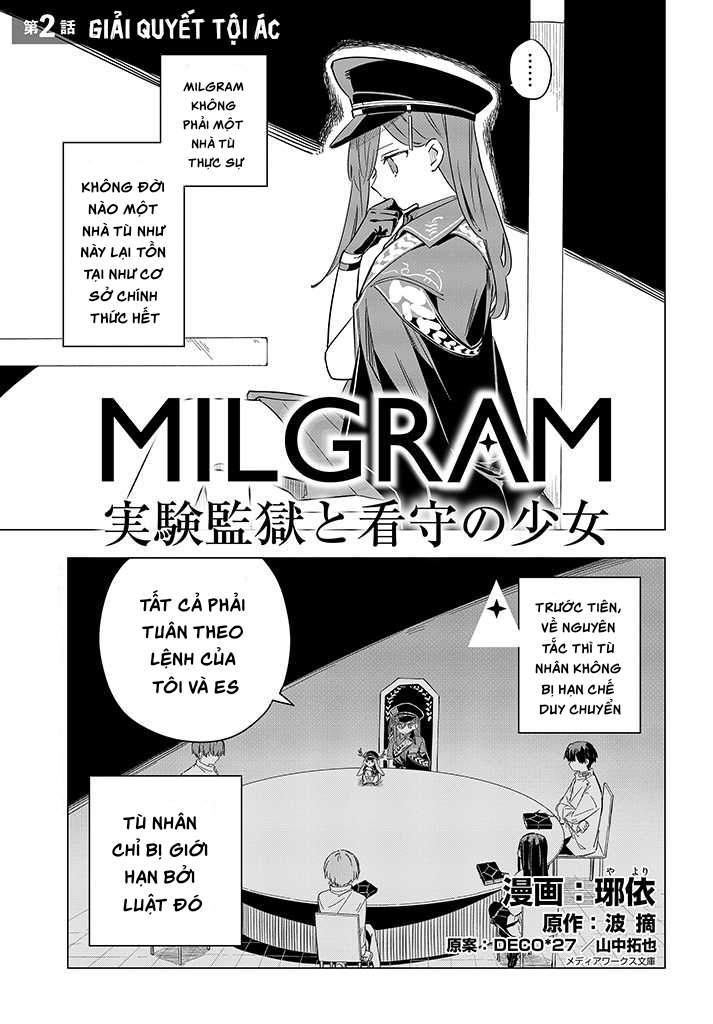 第2話 GIẢI QUYẾT TỘI ÁC
……
MILGRAM
KHÔNG
PHẢI MỘT
NHÀ TÙ
THỰC SỰ
KHÔNG ĐỜI
NÀO MỘT
NHÀ TÙ NHƯ
NÀY LẠI TỒN
TẠI NHƯ CƠ
SỞ CHÍNH
THỨC HẾT
MILGRAM
実験監獄と看守の少女
TRƯỚC TIÊN,
VỀ NGUYÊN
TẮC THÌ TÙ
NHÂN KHÔNG
BỊ HẠN CHẾ
DUY CHUYỂN
TẤT CẢ PHẢI
TUÂN THEO
LỆNH CỦA
TÔI VÀ ES
TÙ NHÂN
CHỈ BỊ GIỚI
HẠN BỞI
LUẬT ĐÓ
や より
漫画:琊依
原作:波摘
原案:DECO*27/山中拓也
メディアワークス文庫